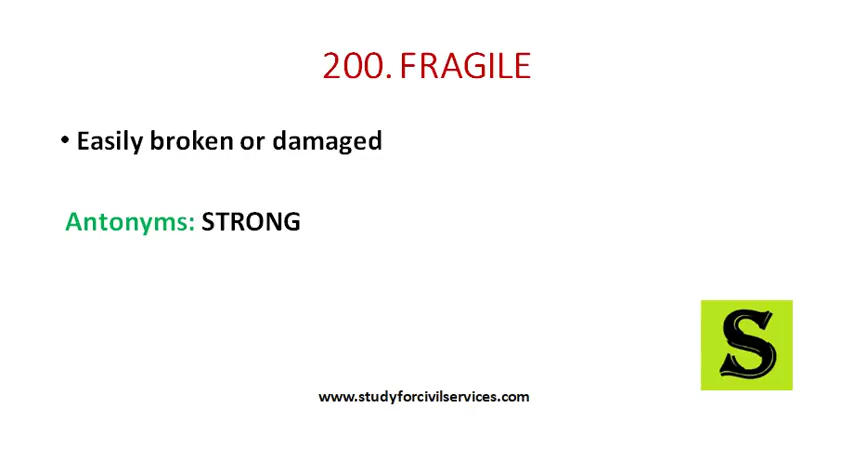 200. FRAGILE
• Easily broken or damaged
Antonyms: STRONG
S
www.studyforcivilservices.com